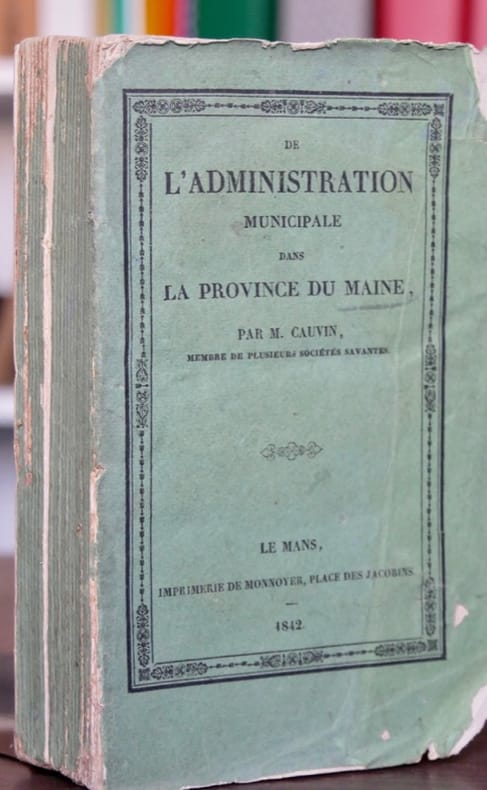 DE
L'ADMINISTRATION
MUNICIPALE
DANS
LA PROVINCE DU MAINE,
PAR M. CAUVIN,
MEMBRE DE PLUSIEURS SOCIÉTÉS SAVANTES.
LE MANS,
IMPRIMERIE DE MONNOYER, PLACE DES JACOBINS.
1842.